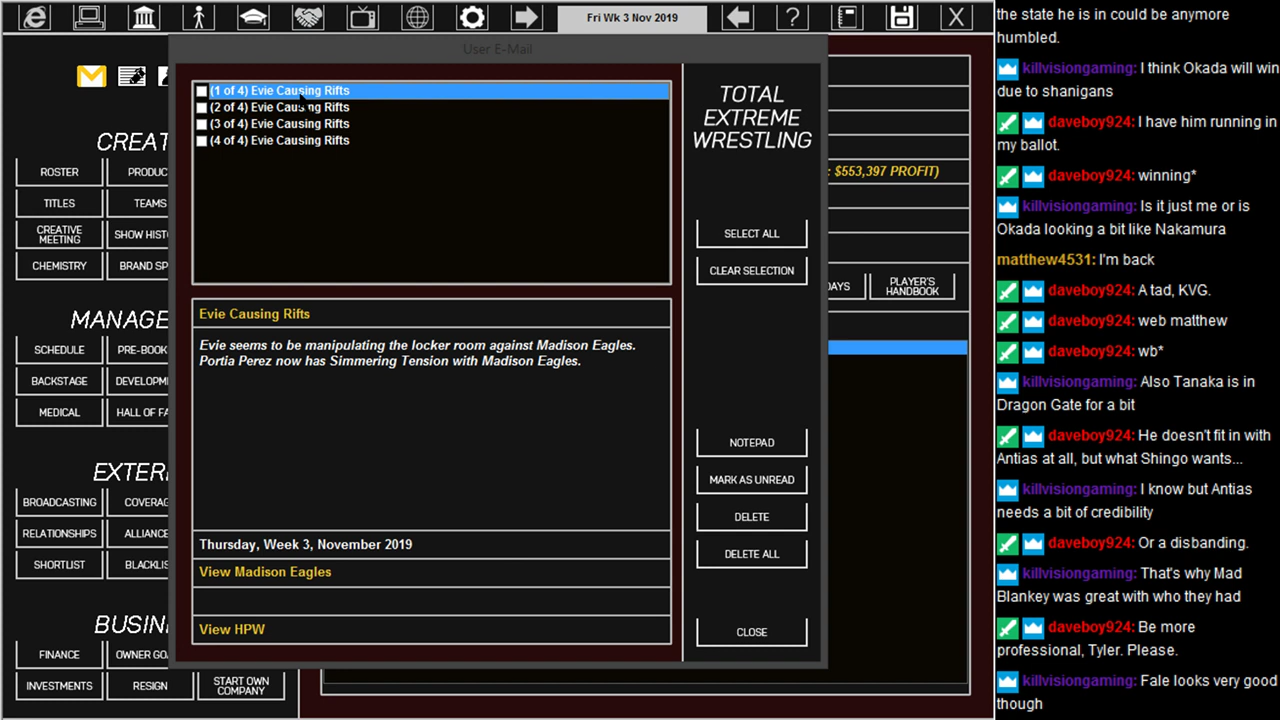 Fri Wk 3 Nov 2019
?
X
User E-Mail
CREAT
ROSTER
PRODUC
TITLES
TEAMS
CREATIVE
MEETING
SHOW HIST
CHEMISTRY
BRAND SP
MANAGE
SCHEDULE
PRE-BOOK
BACKSTAGE
DEVELOPM
MEDICAL
HALL OF FA
EXTER
BROADCASTING
COVERAG
RELATIONSHIPS
ALLIANC
SHORTLIST
BLACKLIS
BUSIN
FINANCE
OWNER GO
INVESTMENTS
RESIGN
START OWN
COMPANY
(1 of 4) Evie Causing Rifts
(2 of 4) Evie Causing Rifts
(3 of 4) Evie Causing Rifts
(4 of 4) Evie Causing Rifts
Evie Causing Rifts
Evie seems to be manipulating the locker room against Madison Eagles.
Portia Perez now has Simmering Tension with Madison Eagles.
Thursday, Week 3, November 2019
View Madison Eagles
View HPW
TOTAL
EXTREME
WRESTLING
SELECT ALL
CLEAR SELECTION
NOTEPAD
MARK AS UNREAD
DELETE
DELETE ALL
CLOSE
: $553,397 PROFIT)
DAYS
PLAYER'S
HANDBOOK
the state he is in could be anymore
humbled.
killvisiongaming: I think Okada will win
due to shanigans
daveboy924: I have him running in
my ballot.
daveboy924: winning*
killvisiongaming: Is it just me or is
Okada looking a bit like Nakamura
matthew4531: I'm back
daveboy924: A tad, KVG.
daveboy924: web matthew
daveboy924: wb*
killvisiongaming: Also Tanaka is in
Dragon Gate for a bit
daveboy924: He doesn't fit in with
Antias at all, but what Shingo wants...
killvisiongaming: I know but Antias
needs a bit of credibility
daveboy924: Or a disbanding.
killvisiongaming: That's why Mad
Blankey was great with who they had
daveboy924: Be more
professional, Tyler. Please.
killvisiongaming: Fale looks very good
though